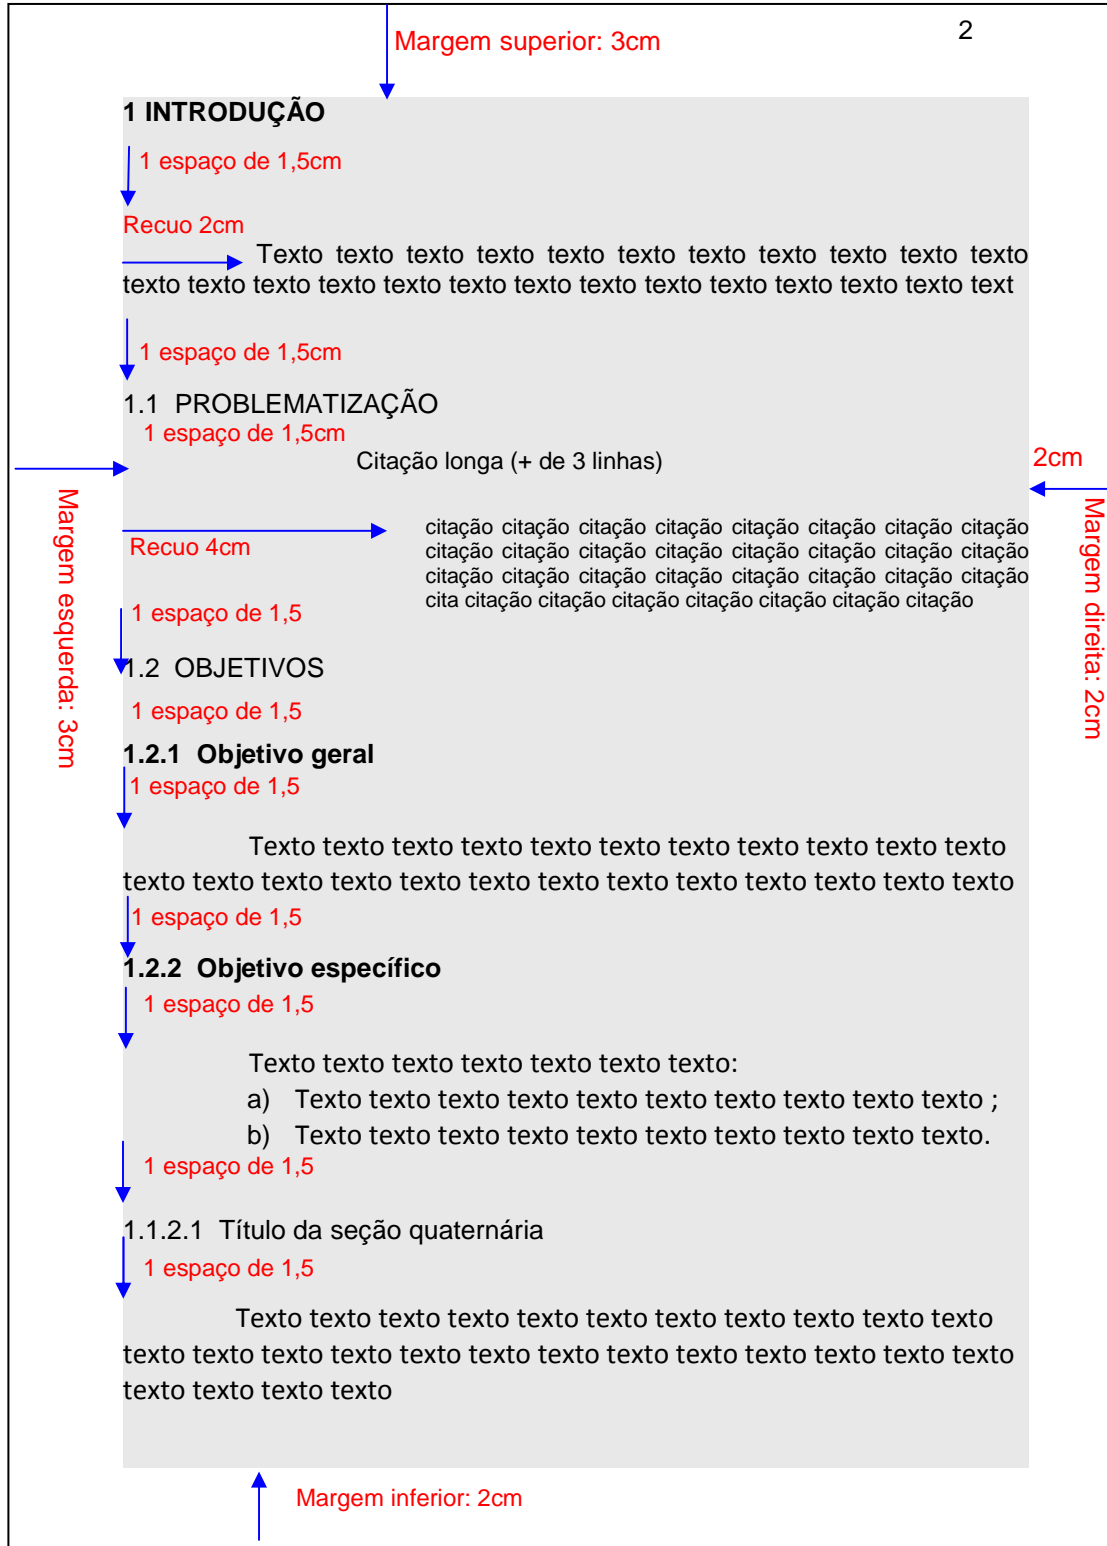 2
Margem superior: 3cm
1 INTRODUÇÃO
1 espaço de 1,5cm
Recuo 2cm
Texto texto texto texto texto texto texto texto texto texto texto
texto texto texto texto texto texto texto texto texto texto texto texto texto text
1 espaço de 1,5cm
1.1 PROBLEMATIZAÇÃO
1 espaço de 1,5cm
Citação longa (+ de 3 linhas)
2cm
Margem esquerda: 3cm
Margem direita: 2cm
Recuo 4cm
citação citação citação citação citação citação citação citação
citação citação citação citação citação citação citação citação
citação citação citação citação citação citação citação citação
cita citação citação citação citação citação citação citação
1 espaço de 1,5
1.2 OBJETIVOS
1 espaço de 1,5
1.2.1 Objetivo geral
1 espaço de 1,5
Texto texto texto texto texto texto texto texto texto texto texto
texto texto texto texto texto texto texto texto texto texto texto texto texto
1 espaço de 1,5
1.2.2 Objetivo específico
1 espaço de 1,5
Texto texto texto texto texto texto texto:
a) Texto texto texto texto texto texto texto texto texto texto ;
b) Texto texto texto texto texto texto texto texto texto texto.
1 espaço de 1,5
1.1.2.1 Título da seção quaternária
1 espaço de 1,5
Texto texto texto texto texto texto texto texto texto texto texto
texto texto texto texto texto texto texto texto texto texto texto texto texto
texto texto texto texto
Margem inferior: 2cm